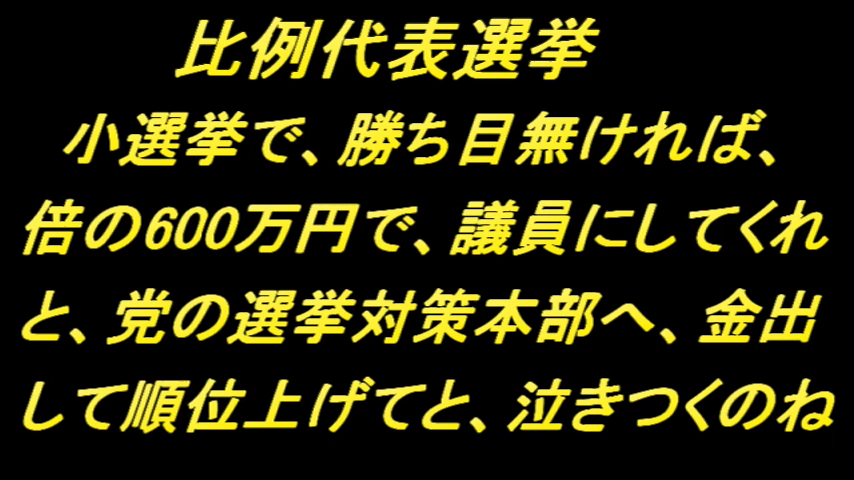 比例代表選挙
小選挙で、勝ち目無ければ、
倍の600万円で、議員にしてくれ
と、党の選挙対策本部へ、金出
して順位上げてと、泣きつくのね